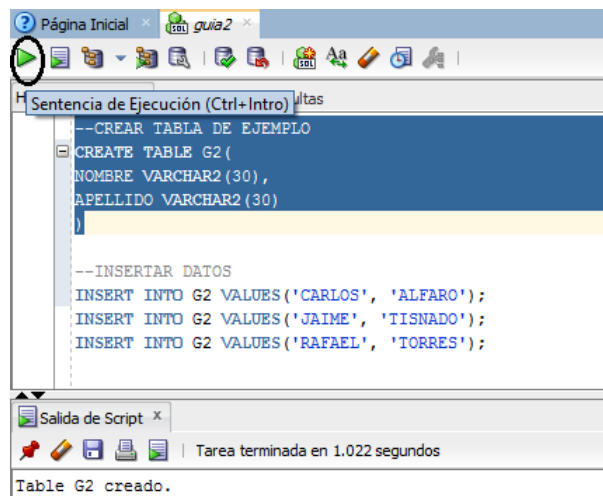 Página Inicial
guia2
Sentencia de Ejecución (Ctrl+Intro)
ultas
--CREAR TABLA DE EJEMPLO
CREATE TABLE G2(
NOMBRE VARCHAR2(30),
APELLIDO VARCHAR2(30)
)
--INSERTAR DATOS
INSERT INTO G2 VALUES('CARLOS', 'ALFARO');
INSERT INTO G2 VALUES('JAIME', 'TISNADO');
INSERT INTO G2 VALUES('RAFAEL', 'TORRES');
Salida de Script
Tarea terminada en 1.022 segundos
Table G2 creado.